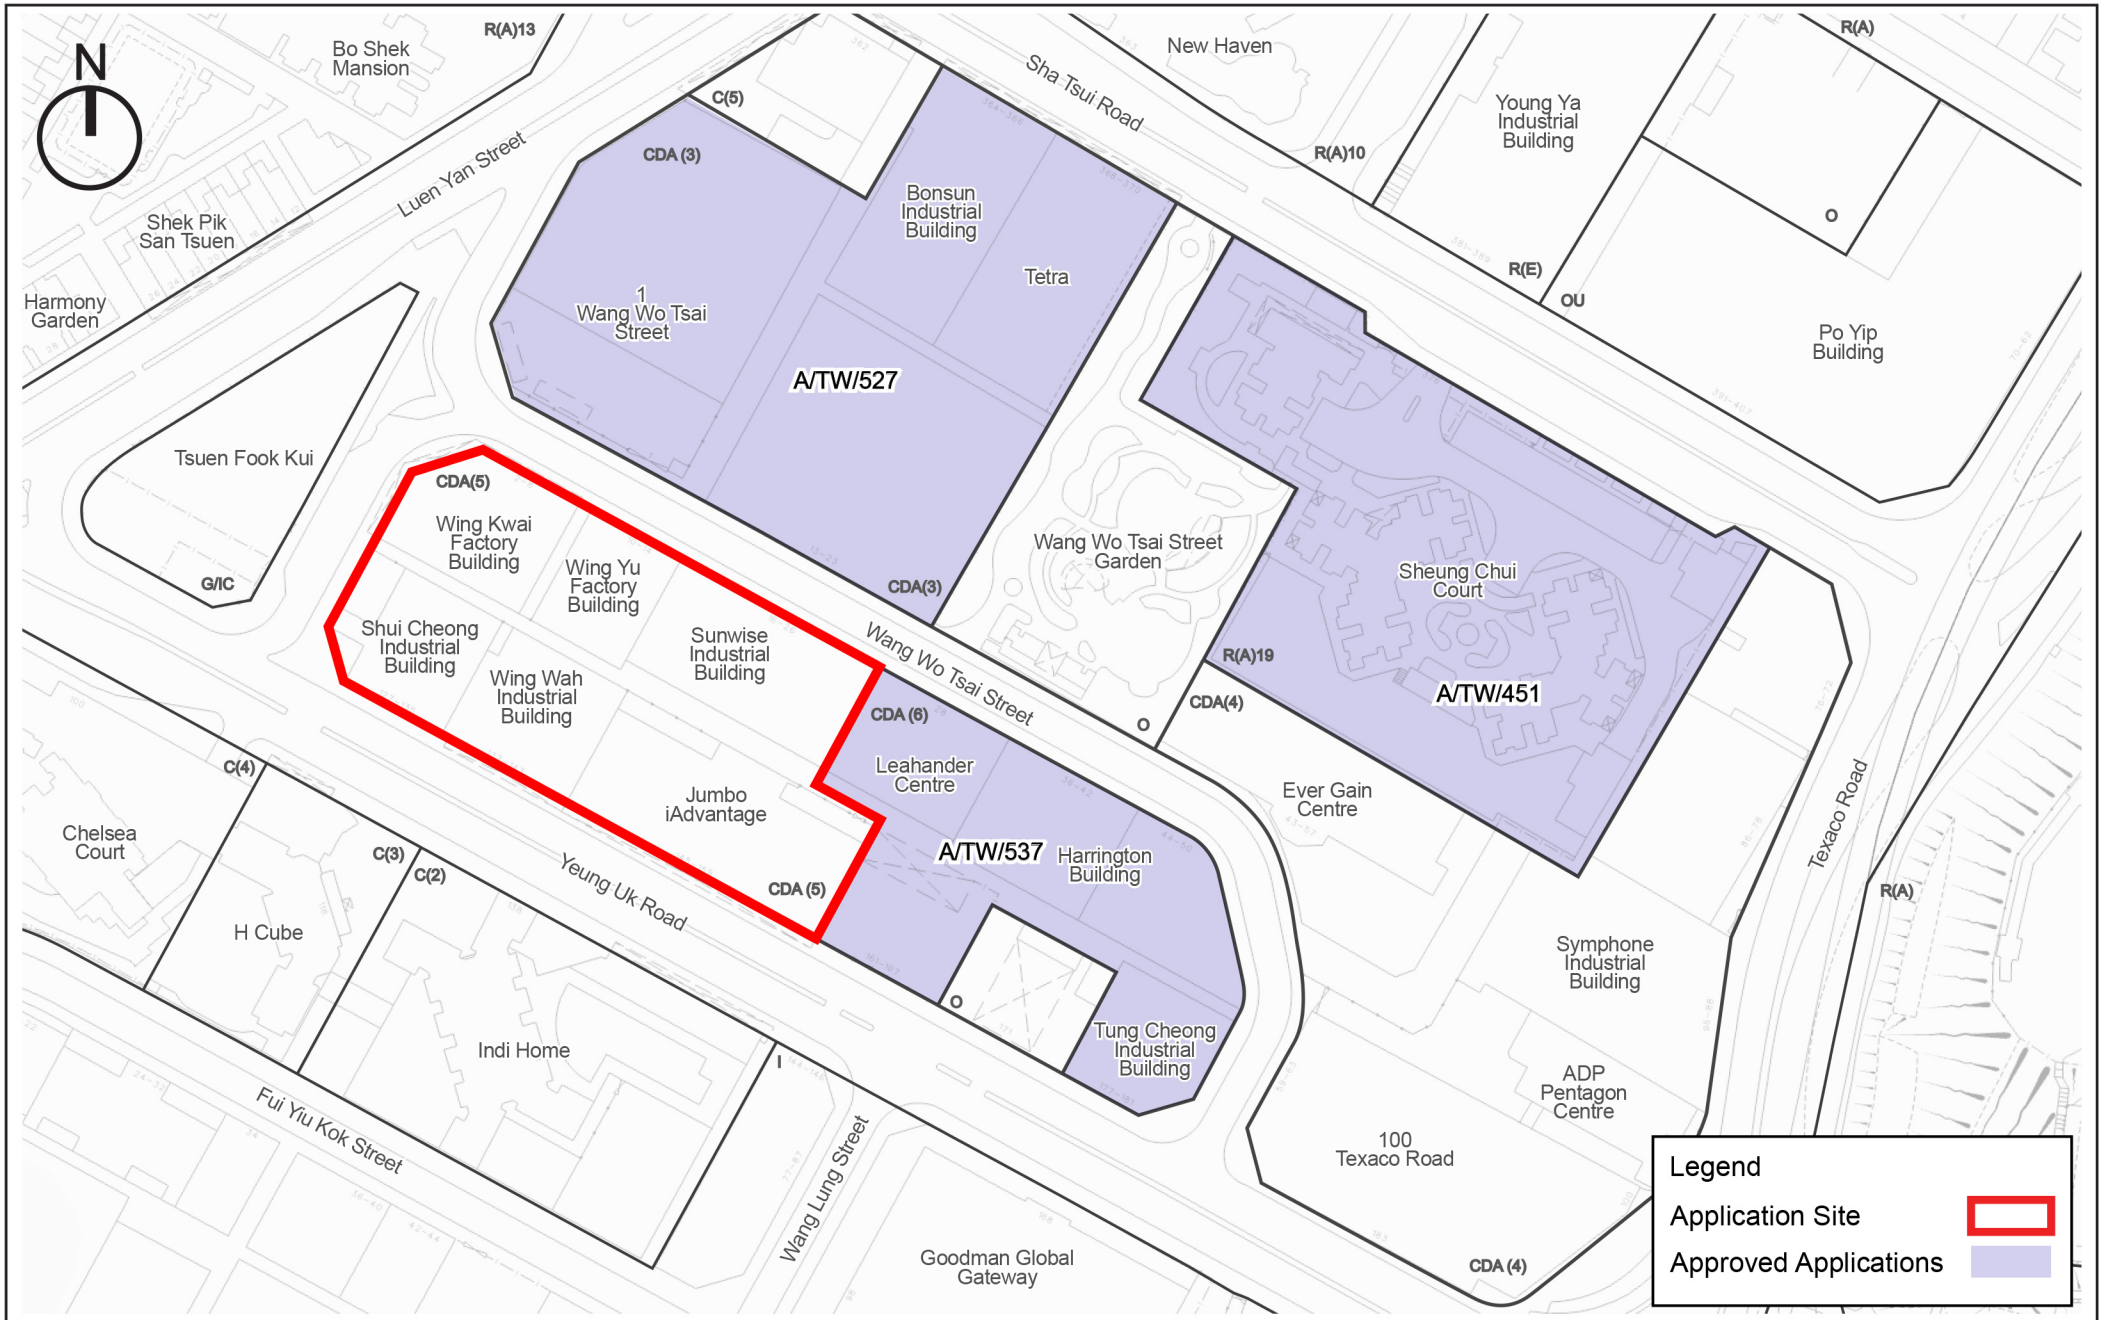 N
R(A)13
Bo Shek
Mansion
New Haven
R(A)
Sha Tsui Road
C(5)
Young Ya
Industrial
Building
Luen Yan Street
CDA (3)
R(A)10
Bonsun
Industrial
Building
Shek Pik
San Tsuen
O
Tetra
R(E)
OU
Harmony
Garden
1
Wang Wo Tsai
Street
Po Yip
Building
A/TW/527
Tsuen Fook Kui
CDA(5)
Wing Kwai
Factory
Building
Wang Wo Tsai Street
Garden
Wing Yu
Factory
Building
Sheung Chui
Court
G/IC
CDA(3)
Shui Cheong
Industrial
Building
Sunwise
Industrial
Building
Wang Wo Tsai Street
R(A)19
Wing Wah
Industrial
Building
A/TW/451
CDA(4)
CDA (6)
O
C(4)
Leahander
Centre
Ever Gain
Centre
Jumbo
iAdvantage
Texaco Road
Chelsea
Court
C(3)
C(2)
A/TW/537
Harrington
Building
Yeung Uk Road
CDA (5)
R(A)
H Cube
Symphone
Industrial
Building
O
Indi Home
I
Tung Cheong
Industrial
Building
ADP
Pentagon
Centre
Fui Yiu Kok Street
Wang Lung Street
100
Texaco Road
Goodman Global
Gateway
CDA (4)
Legend
Application Site
Approved Applications